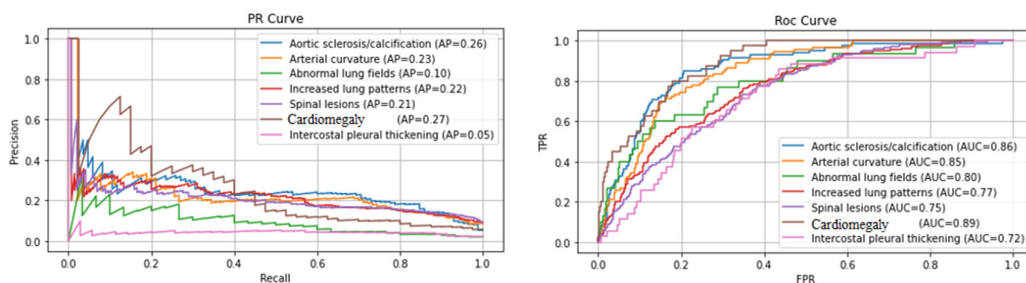 PR Curve
1.0
0.8
0.6
0.4
0.2
0.0
Precision
Aortic sclerosis/calcification (AP=0.26)
Arterial curvature (AP=0.23)
Abnormal lung fields (AP=0.10)
Increased lung patterns (AP=0.22)
Spinal lesions (AP=0.21)
Cardiomegaly (AP=0.27)
Intercostal pleural thickening (AP=0.05)
0.0 0.2 0.4 0.6 0.8 1.0
Recall
Roc Curve
1.0
0.8
0.6
0.4
0.2
0.0
TPR
Aortic sclerosis/calcification (AUC=0.86)
Arterial curvature (AUC=0.85)
Abnormal lung fields (AUC=0.80)
Increased lung patterns (AUC=0.77)
Spinal lesions (AUC=0.75)
Cardiomegaly (AUC=0.89)
Intercostal pleural thickening (AUC=0.72)
0.0 0.2 0.4 0.6 0.8 1.0
FPR